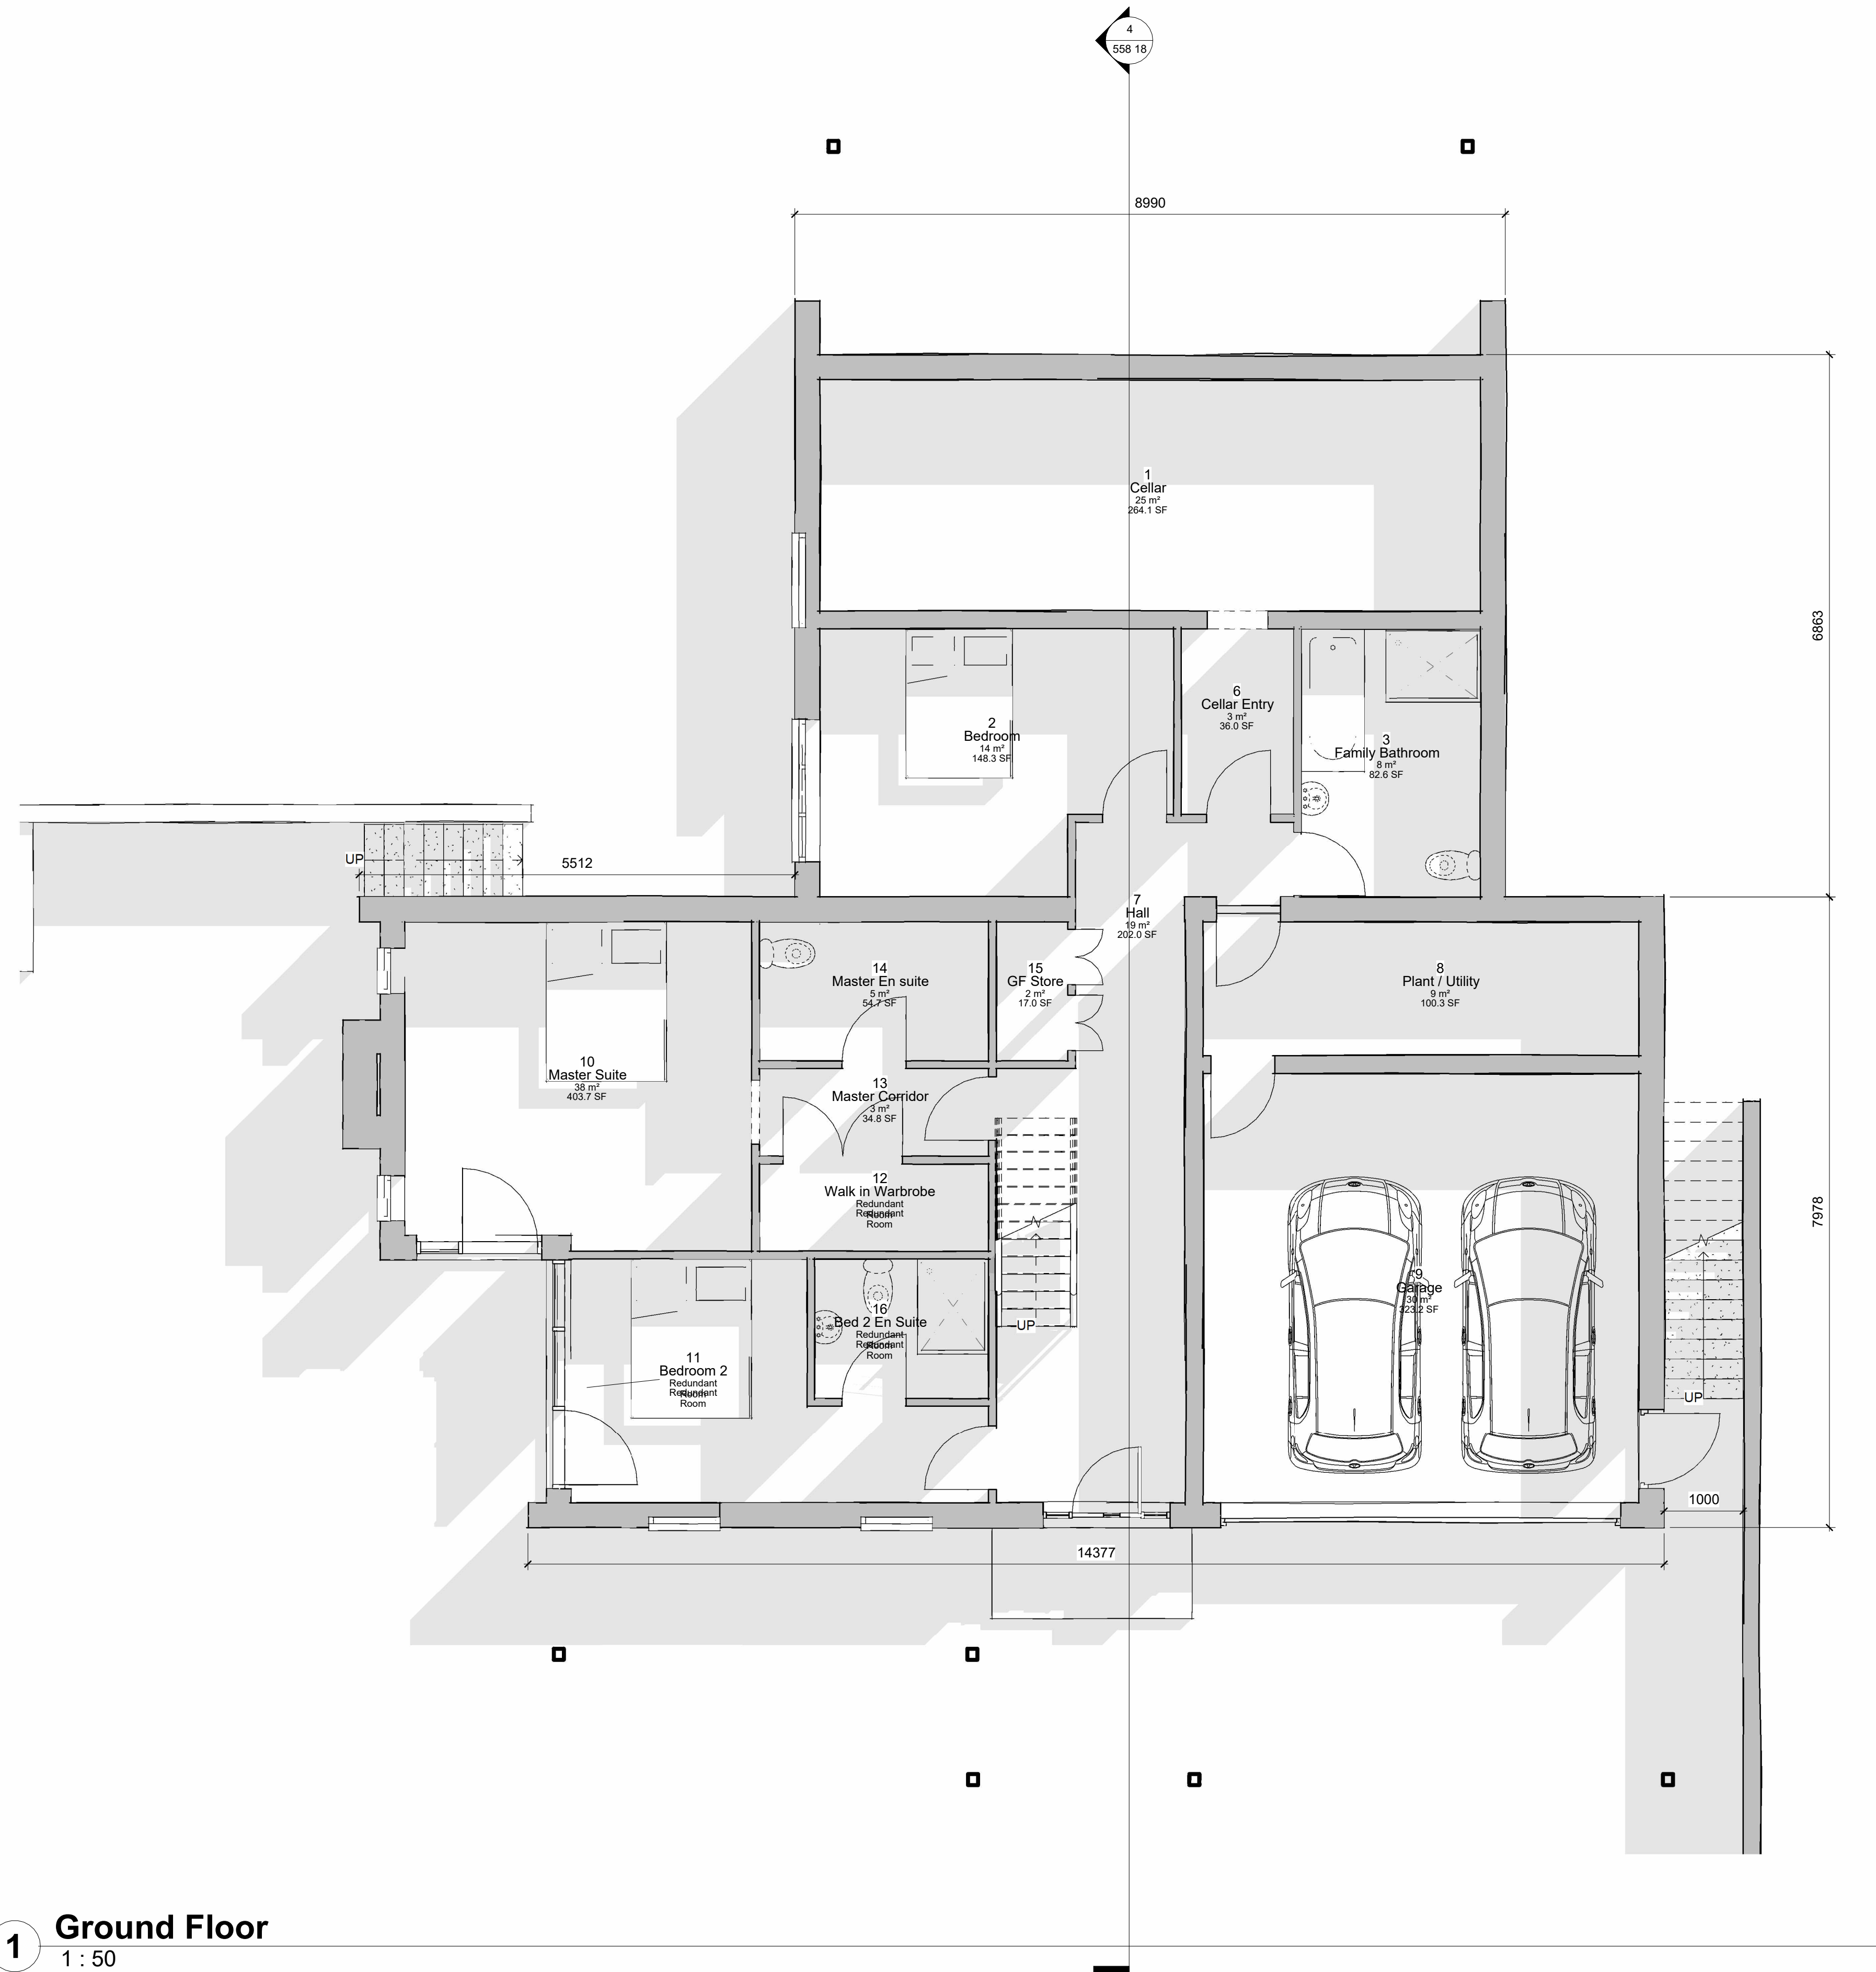 4
558 18
8990
1
Cellar
25 m²
264.1 SF
6863
2
Bedroom
14 m²
148.3 SF
6
Cellar Entry
3 m²
36.0 SF
3
Family Bathroom
8 m²
82.6 SF
UP
5512
7
Hall
19 m²
202.0 SF
14
Master En suite
5 m²
54.7 SF
15
GF Store
2 m²
17.0 SF
8
Plant / Utility
9 m²
100.3 SF
10
Master Suite
38 m²
403.7 SF
13
Master Corridor
3 m²
34.8 SF
12
Walk in Warbrobe
Redundant
Room
Redundant
Room
7978
9
Garage
30 m²
323.2 SF
16
Bed 2 En Suite
Redundant
Room
Redundant
Room
UP
11
Bedroom 2
Redundant
Room
Redundant
Room
UP
1000
14377
1
Ground Floor
1 : 50